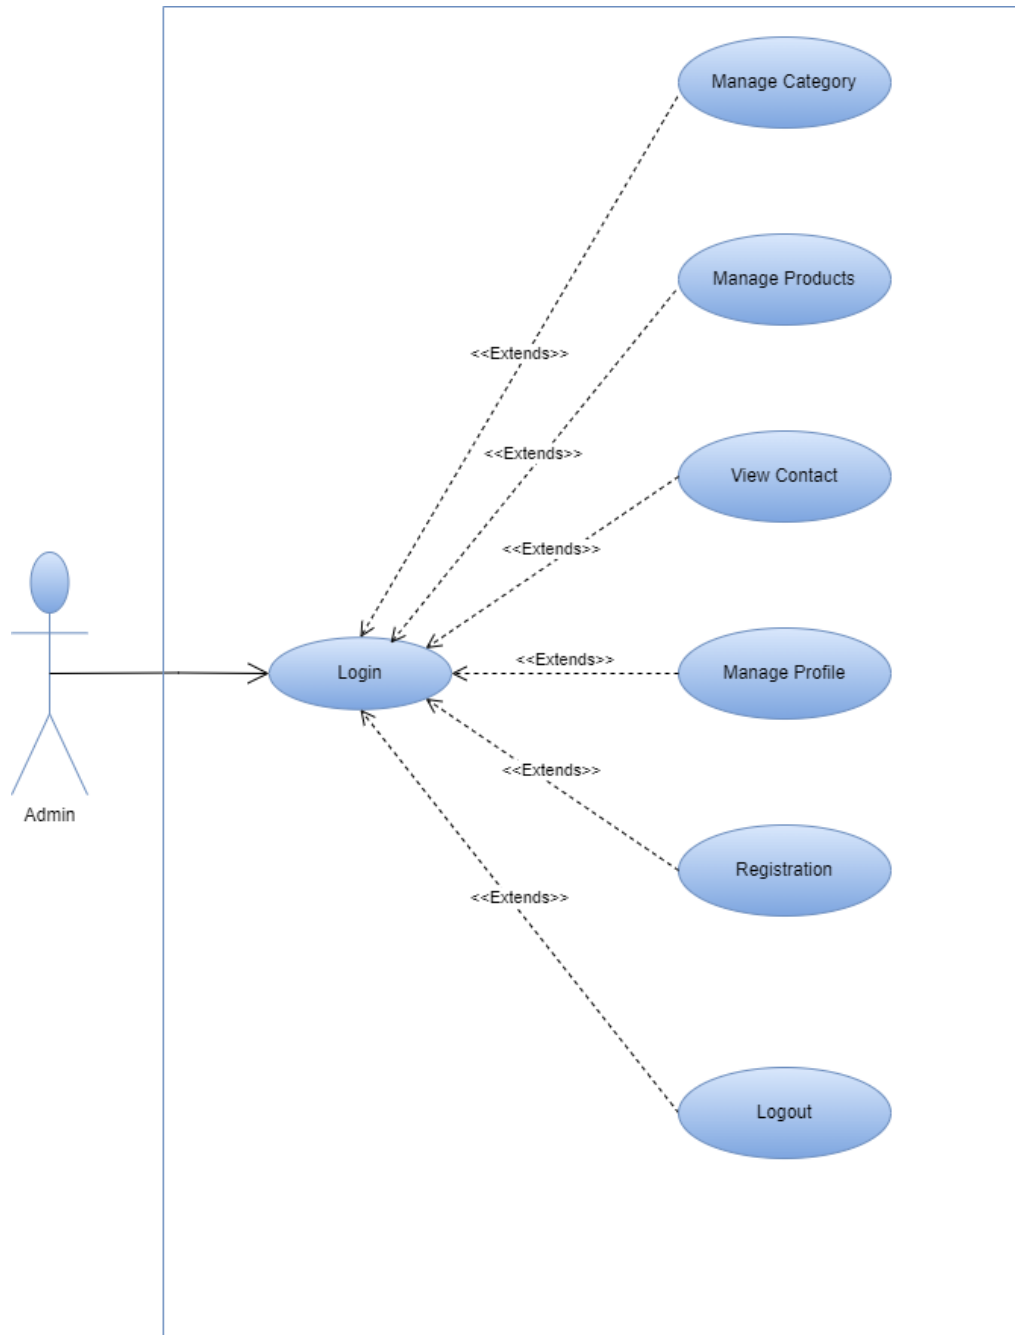 Manage Category
Manage Products
<<Extends>>
<<Extends>>
View Contact
<<Extends>>
<<Extends>>
Login
Manage Profile
<<Extends>>
Admin
Registration
<<Extends>>
Logout